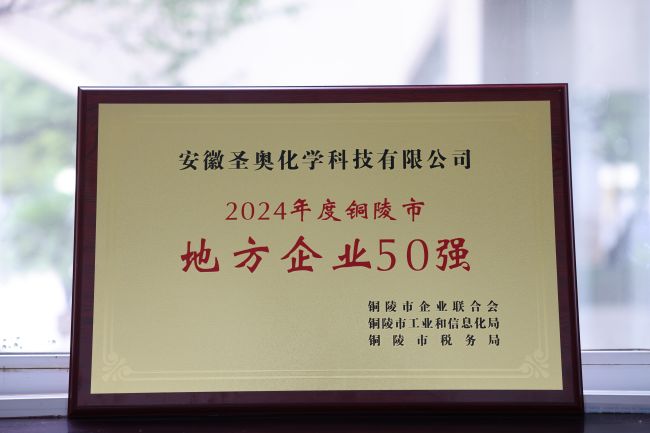 安徽圣奥化学科技有限公司
2024年度铜陵市
地方企业50强
铜陵市企业联合会
铜陵市工业和信息化局
铜陵市税务局